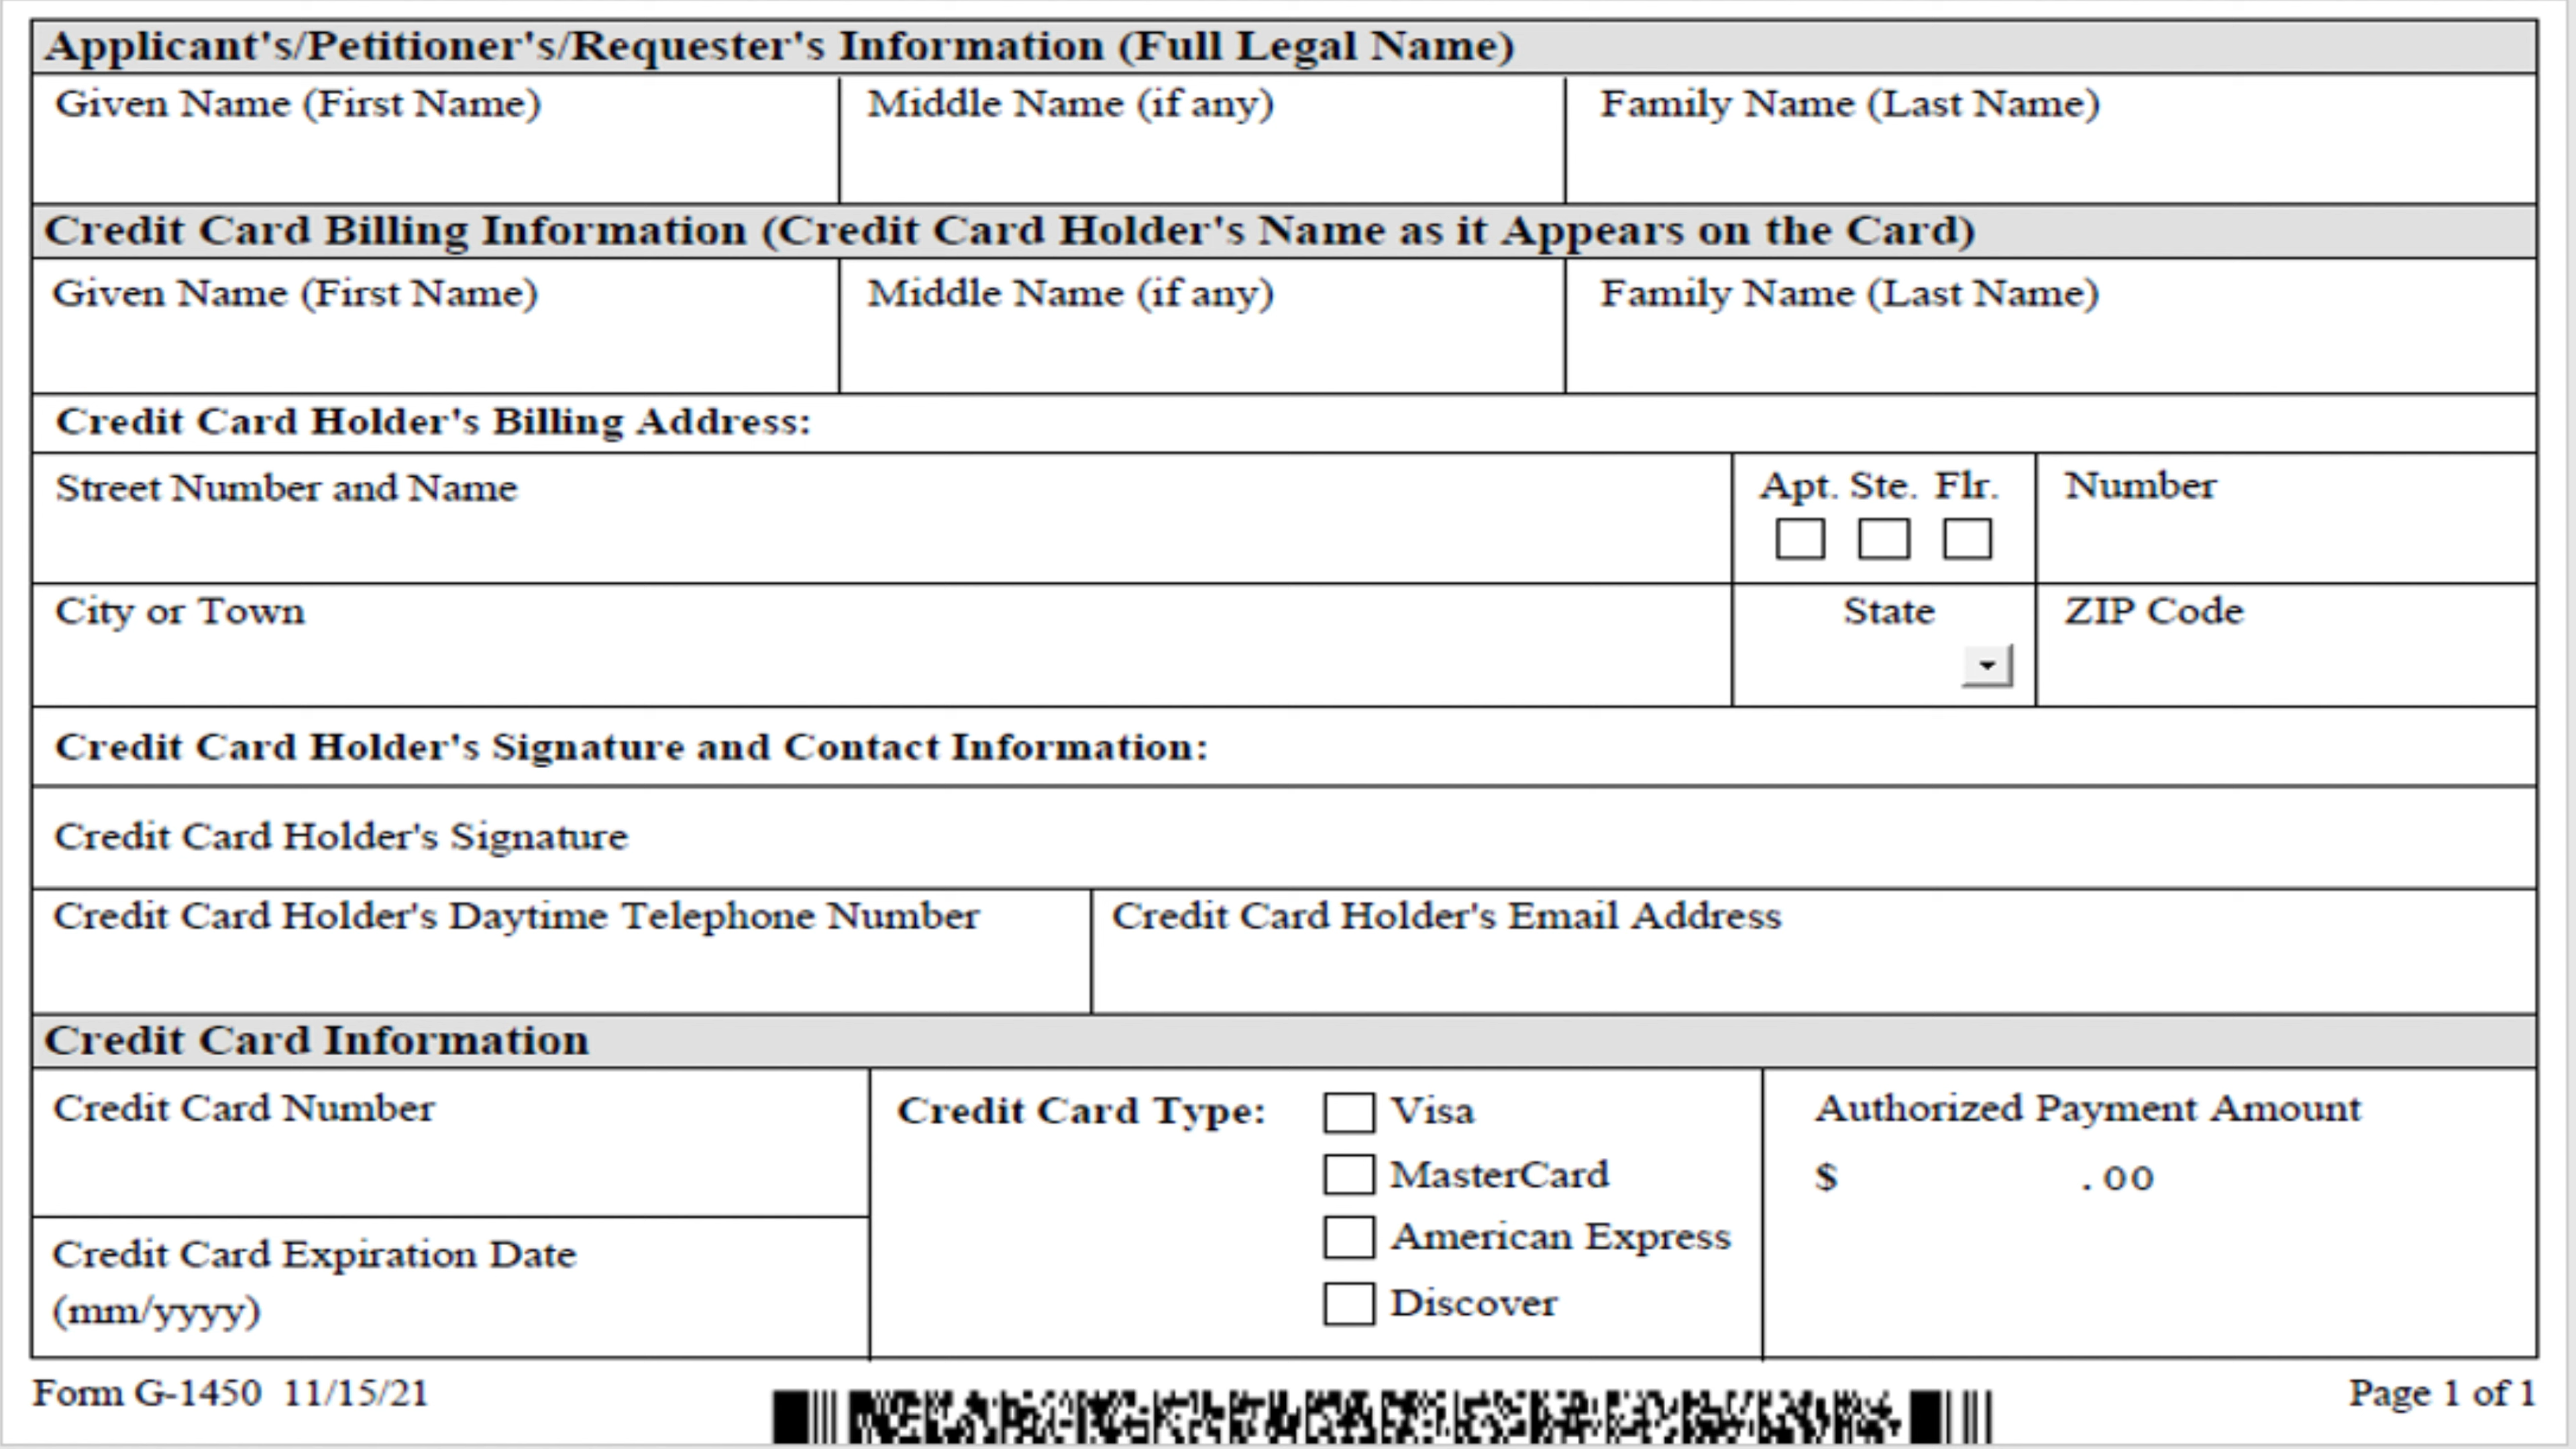 Applicant's/Petitioner's/Requester's Information (Full Legal Name)
Given Name (First Name) Middle Name (if any) Family Name (Last Name)
Credit Card Billing Information (Credit Card Holder's Name as it Appears on the Card)
Given Name (First Name) Middle Name (if any) Family Name (Last Name)
Credit Card Holder's Billing Address:
Street Number and Name Apt. Ste. Flr. Number
City or Town State ZIP Code
Credit Card Holder's Signature and Contact Information:
Credit Card Holder's Signature
Credit Card Holder's Daytime Telephone Number Credit Card Holder's Email Address
Credit Card Information
Credit Card Number Credit Card Type: Visa Authorized Payment Amount
MasterCard $ .00
American Express
Credit Card Expiration Date
(mm/yyyy) Discover
Form G-1450 11/15/21 Page 1 of 1